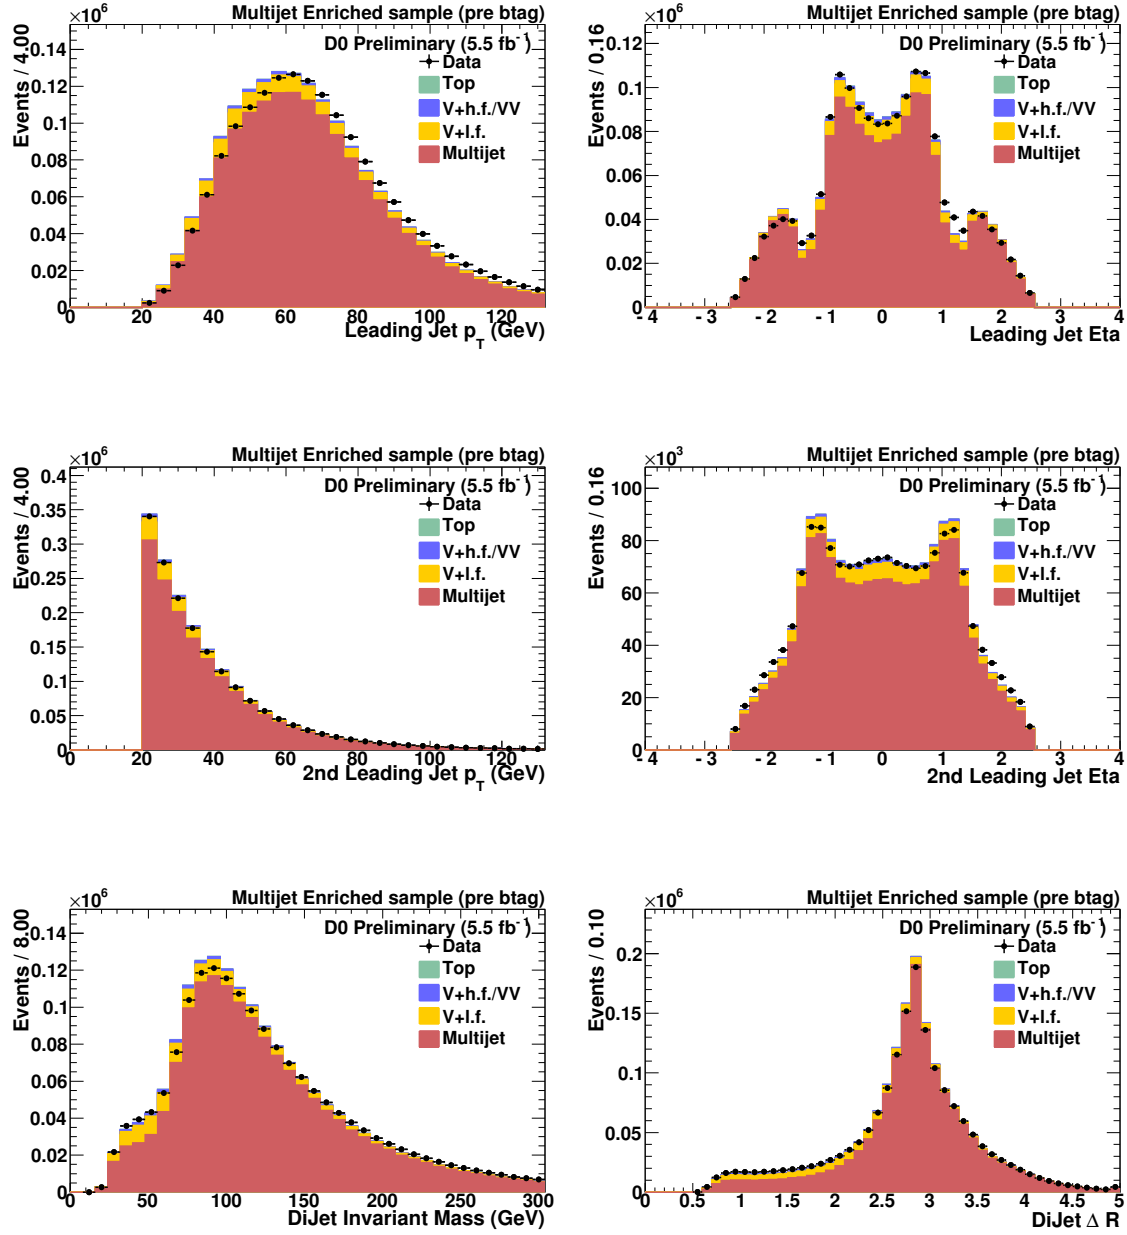 Multijet Enriched sample (pre btag)
×10^6
Events / 4.00
D0 Preliminary (5.5 fb^-1)
Data
Top
V+h.f./VV
V+l.f.
Multijet
0.14
0.12
0.1
0.08
0.06
0.04
0.02
0
0 20 40 60 80 100 120
Leading Jet p_T (GeV)
Multijet Enriched sample (pre btag)
×10^6
Events / 0.16
D0 Preliminary (5.5 fb^-1)
Data
Top
V+h.f./VV
V+l.f.
Multijet
0.12
0.1
0.08
0.06
0.04
0.02
0
-4 -3 -2 -1 0 1 2 3 4
Leading Jet Eta
Multijet Enriched sample (pre btag)
×10^6
Events / 4.00
D0 Preliminary (5.5 fb^-1)
Data
Top
V+h.f./VV
V+l.f.
Multijet
0.4
0.35
0.3
0.25
0.2
0.15
0.1
0.05
0
0 20 40 60 80 100 120
2nd Leading Jet p_T (GeV)
Multijet Enriched sample (pre btag)
×10^3
Events / 0.16
D0 Preliminary (5.5 fb^-1)
Data
Top
V+h.f./VV
V+l.f.
Multijet
100
80
60
40
20
0
-4 -3 -2 -1 0 1 2 3 4
2nd Leading Jet Eta
Multijet Enriched sample (pre btag)
×10^6
Events / 8.00
D0 Preliminary (5.5 fb^-1)
Data
Top
V+h.f./VV
V+l.f.
Multijet
0.14
0.12
0.1
0.08
0.06
0.04
0.02
0
0 50 100 150 200 250 300
DiJet Invariant Mass (GeV)
Multijet Enriched sample (pre btag)
×10^6
Events / 0.10
D0 Preliminary (5.5 fb^-1)
Data
Top
V+h.f./VV
V+l.f.
Multijet
0.2
0.15
0.1
0.05
0
0 0.5 1 1.5 2 2.5 3 3.5 4 4.5 5
DiJet Δ R